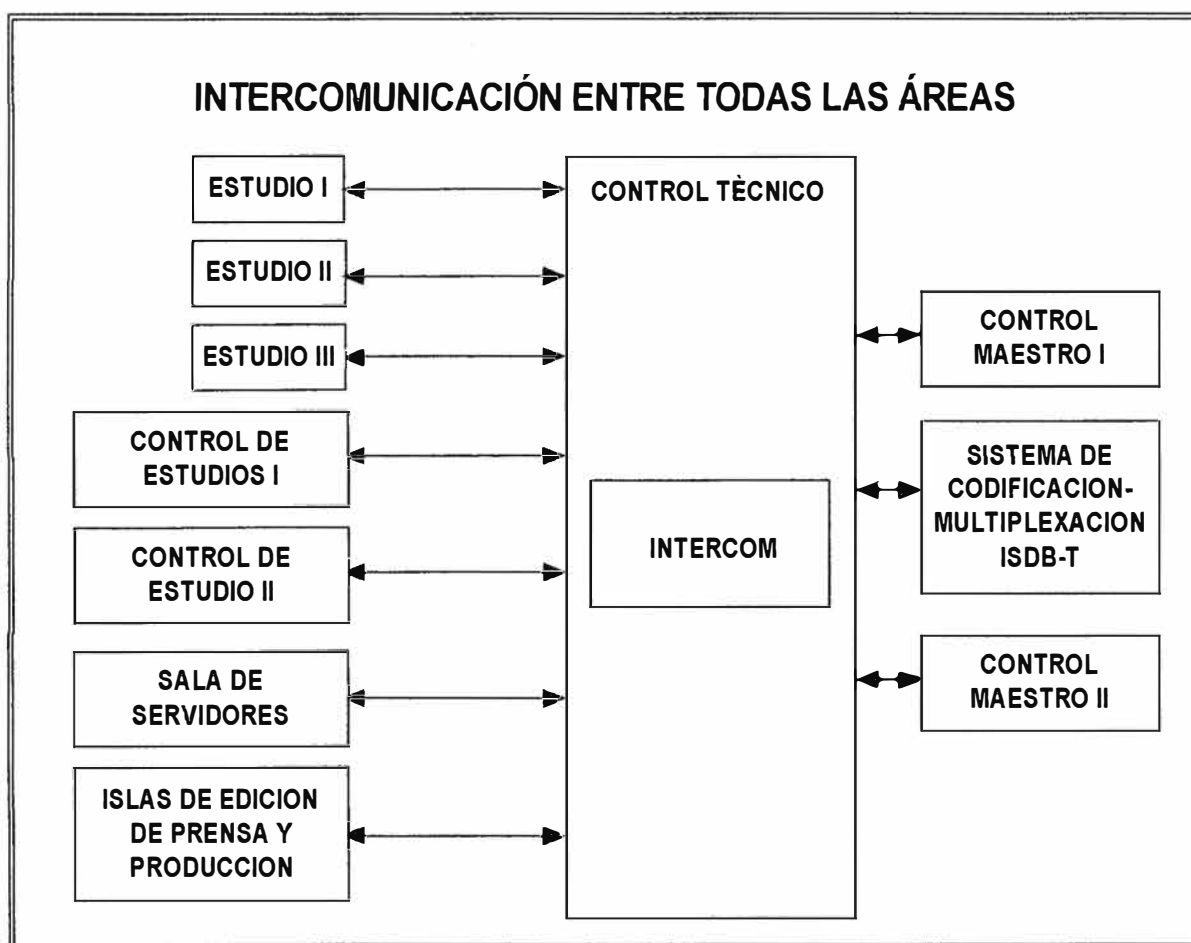 INTERCOMUNICACIÓN ENTRE TODAS LAS ÁREAS
ESTUDIO I
ESTUDIO II
ESTUDIO III
CONTROL DE
ESTUDIOS I
CONTROL DE
ESTUDIO II
SALA DE
SERVIDORES
ISLAS DE EDICION
DE PRENSA Y
PRODUCCION
CONTROL TÈCNICO
INTERCOM
CONTROL
MAESTRO I
SISTEMA DE
CODIFICACION-
MULTIPLEXACION
ISDB-T
CONTROL
MAESTRO II